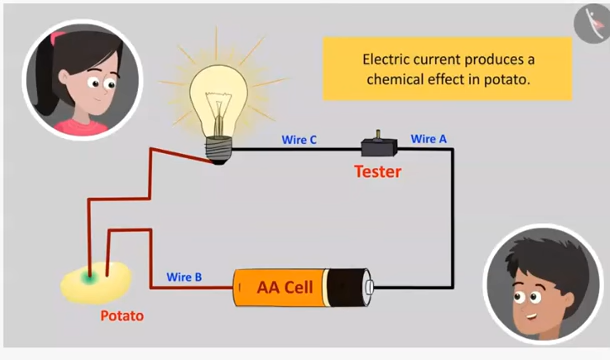 Electric current produces a
chemical effect in potato.
Wire C
Wire A
Tester
Wire B
AA Cell
Potato